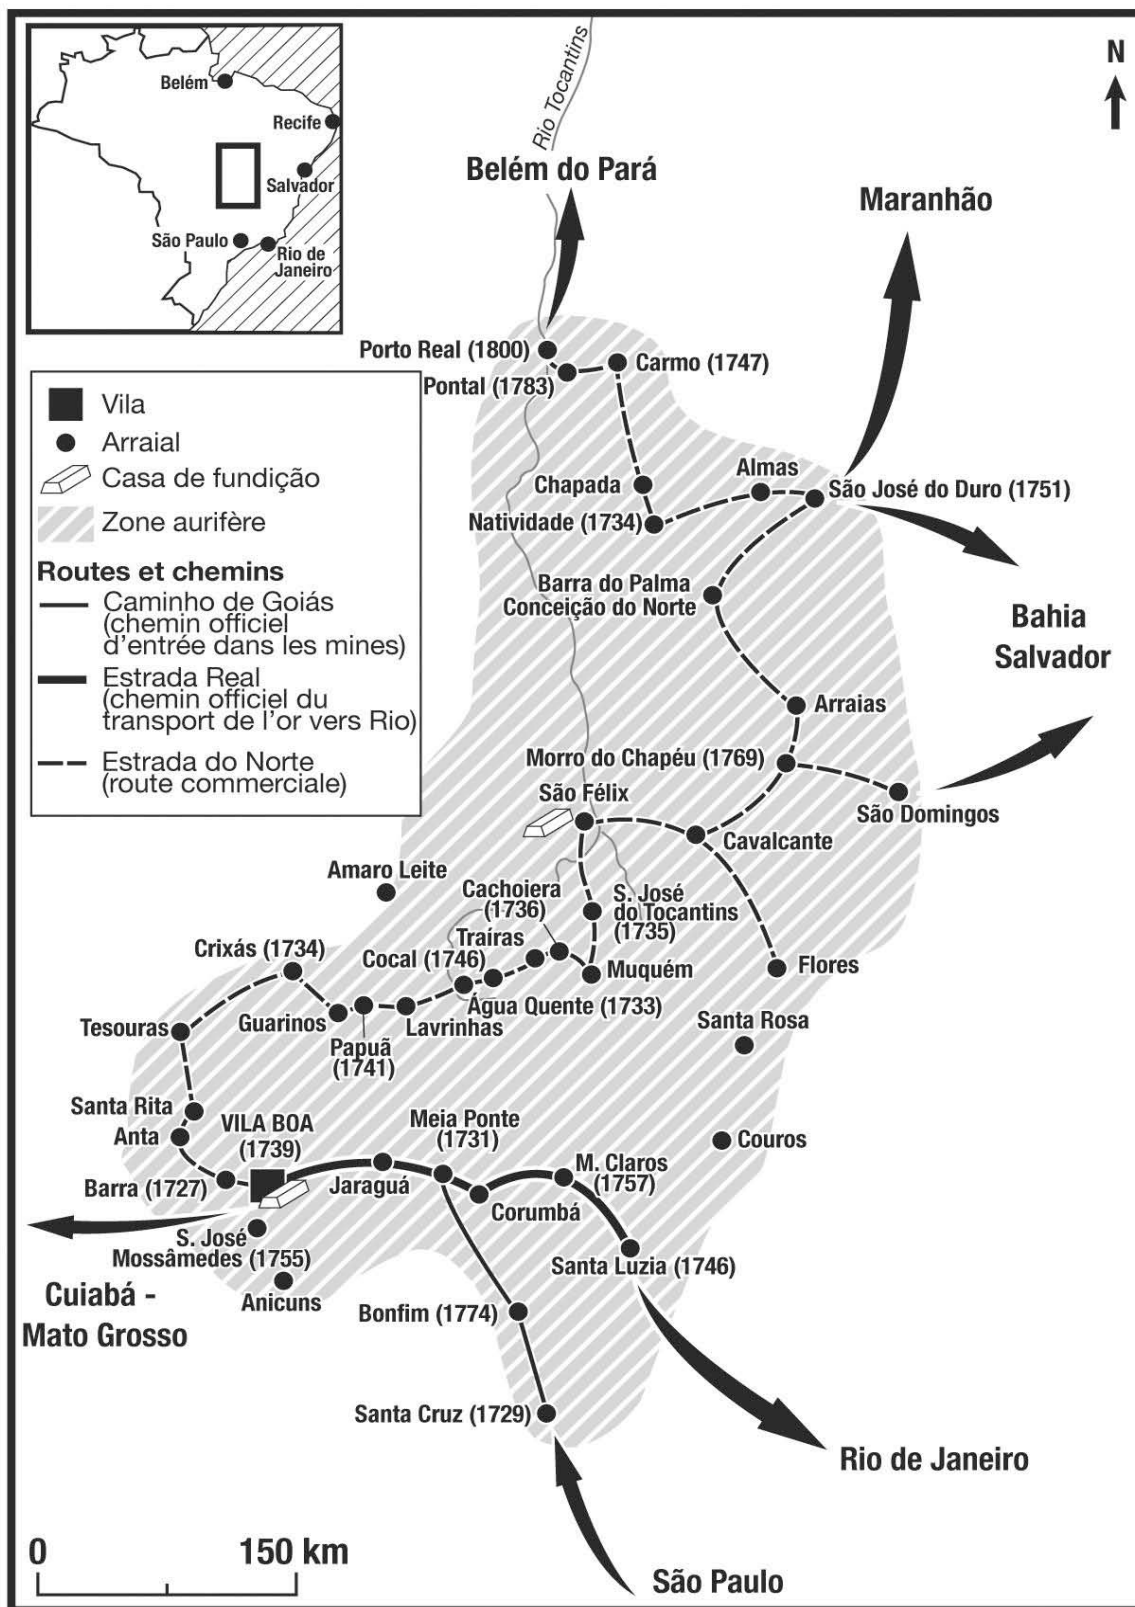 Belém
Recife
Salvador
São Paulo
Rio de
Janeiro
N
Rio Tocantins
Belém do Pará
Maranhão
Vila
Arraial
Casa de fundição
Zone aurifère
Routes et chemins
Caminho de Goiás
(chemin officiel
d'entrée dans les mines)
Estrada Real
(chemin officiel du
transport de l'or vers Rio)
Estrada do Norte
(route commerciale)
Porto Real (1800)
Pontal (1783)
Carmo (1747)
Chapada
Natividade (1734)
Almas
São José do Duro (1751)
Barra do Palma
Conceição do Norte
Bahia
Salvador
Arraias
Morro do Chapéu (1769)
São Félix
São Domingos
Cavalcante
Amaro Leite
Cachoiera
(1736)
S. José
do Tocantins
(1735)
Traíras
Crixás (1734)
Cocal (1746)
Muquém
Flores
Água Quente (1733)
Guarinos
Lavrinhas
Tesouras
Papuã
(1741)
Santa Rosa
Santa Rita
Anta
VILA BOA
(1739)
Meia Ponte
(1731)
Couros
Barra (1727)
Jaraguá
M. Claros
(1757)
Corumbá
S. José
Mossâmedes (1755)
Santa Luzia (1746)
Anicuns
Cuiabá -
Mato Grosso
Bonfim (1774)
Santa Cruz (1729)
Rio de Janeiro
São Paulo
0
150 km